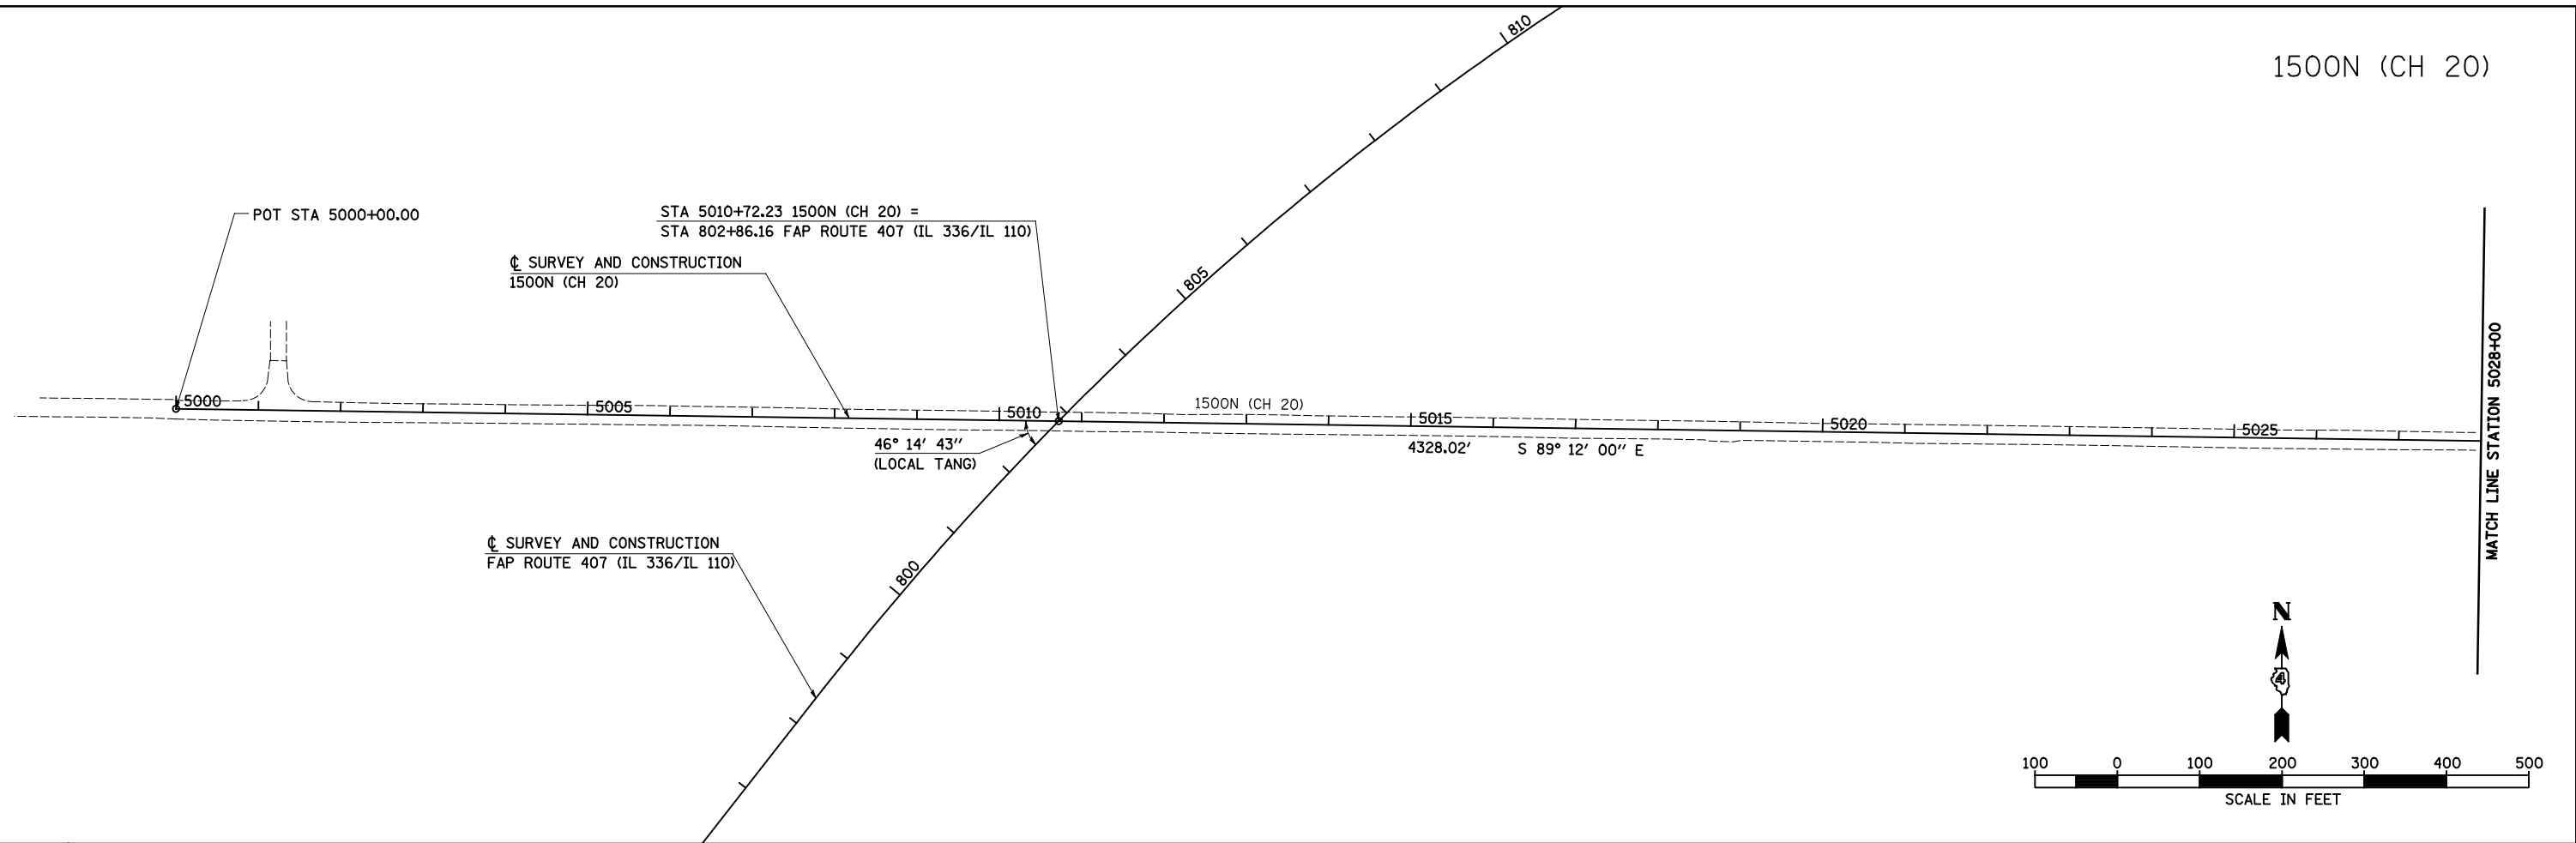 810
1500N (CH 20)
POT STA 5000+00.00
STA 5010+72.23 1500N (CH 20) =
STA 802+86.16 FAP ROUTE 407 (IL 336/IL 110)
℄ SURVEY AND CONSTRUCTION
1500N (CH 20)
805
5000
5005
5010
1500N (CH 20)
5015
5020
5025
46° 14' 43"
(LOCAL TANG)
4328.02' S 89° 12' 00" E
MATCH LINE STATION 5028+00
℄ SURVEY AND CONSTRUCTION
FAP ROUTE 407 (IL 336/IL 110)
800
N
4
100 0 100 200 300 400 500
SCALE IN FEET